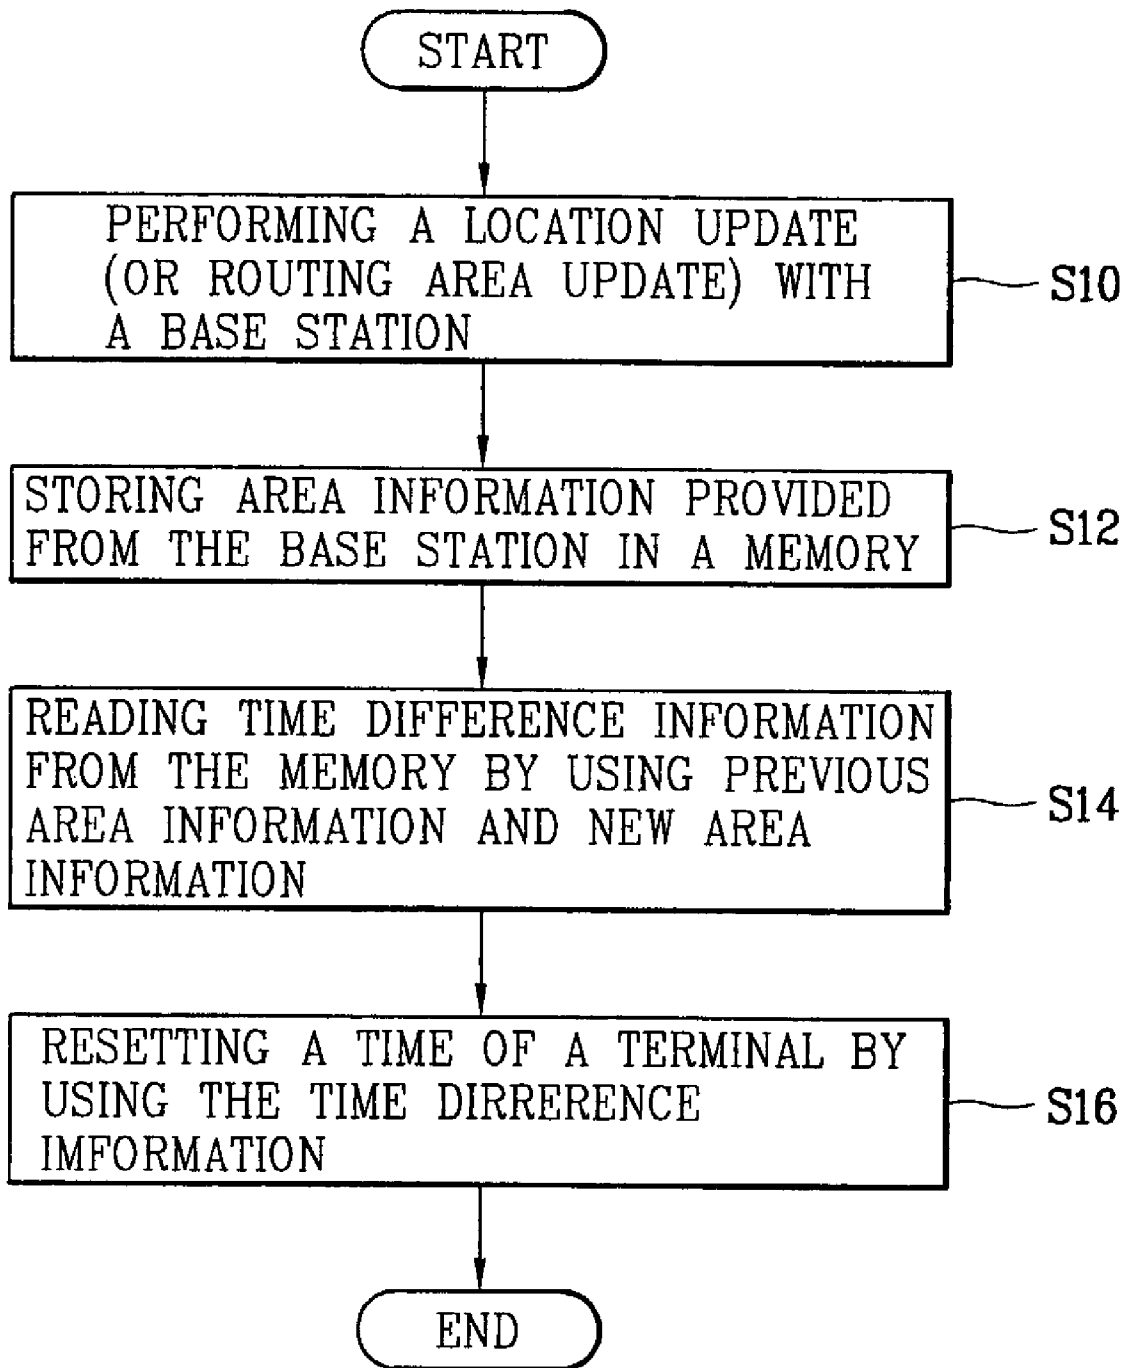 START
PERFORMING A LOCATION UPDATE
(OR ROUTING AREA UPDATE) WITH
A BASE STATION
S10
STORING AREA INFORMATION PROVIDED
FROM THE BASE STATION IN A MEMORY
S12
READING TIME DIFFERENCE INFORMATION
FROM THE MEMORY BY USING PREVIOUS
AREA INFORMATION AND NEW AREA
INFORMATION
S14
RESETTING A TIME OF A TERMINAL BY
USING THE TIME DIRRERENCE
IMFORMATION
S16
END